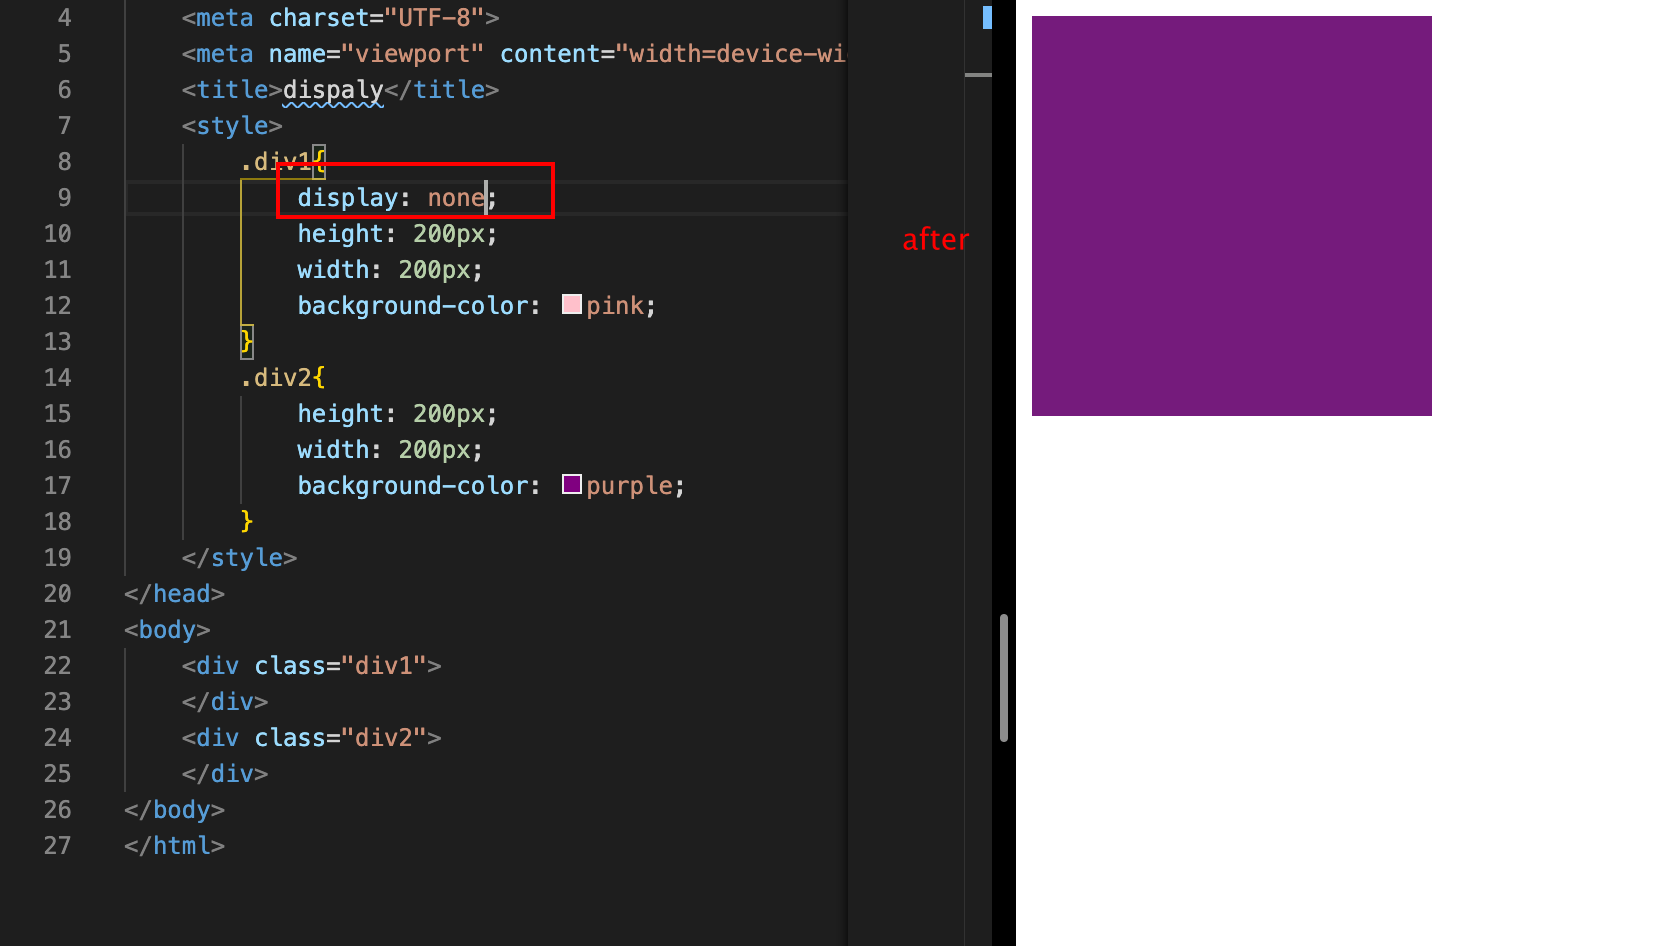 4 <meta charset="UTF-8">
5 <meta name="viewport" content="width=device-wi
6 <title>dispaly</title>
7 <style>
8 .div1{
9 display: none;
10 height: 200px;
11 width: 200px;
12 background-color: pink;
13 }
14 .div2{
15 height: 200px;
16 width: 200px;
17 background-color: purple;
18 }
19 </style>
20 </head>
21 <body>
22 <div class="div1">
23 </div>
24 <div class="div2">
25 </div>
26 </body>
27 </html>
after